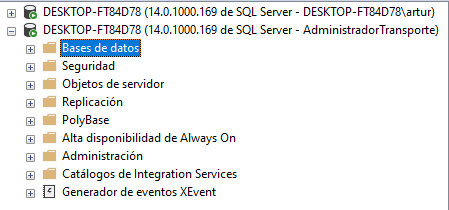 DESKTOP-FT84D78 (14.0.1000.169 de SQL Server - DESKTOP-FT84D78\artur)
DESKTOP-FT84D78 (14.0.1000.169 de SQL Server - AdministradorTransporte)
Bases de datos
Seguridad
Objetos de servidor
Replicación
PolyBase
Alta disponibilidad de Always On
Administración
Catálogos de Integration Services
Generador de eventos XEvent